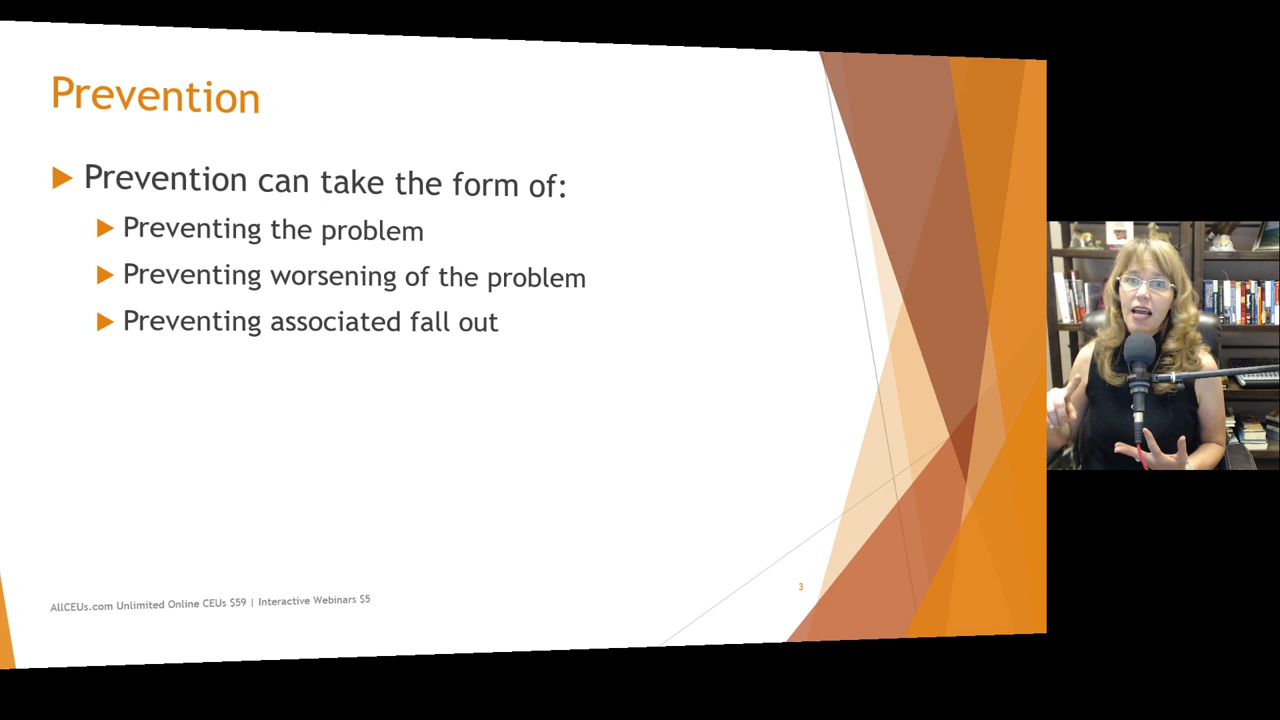 Prevention
Prevention can take the form of:
Preventing the problem
Preventing worsening of the problem
Preventing associated fall out
AllCEUs.com Unlimited Online CEUs $59 | Interactive Webinars $5
3